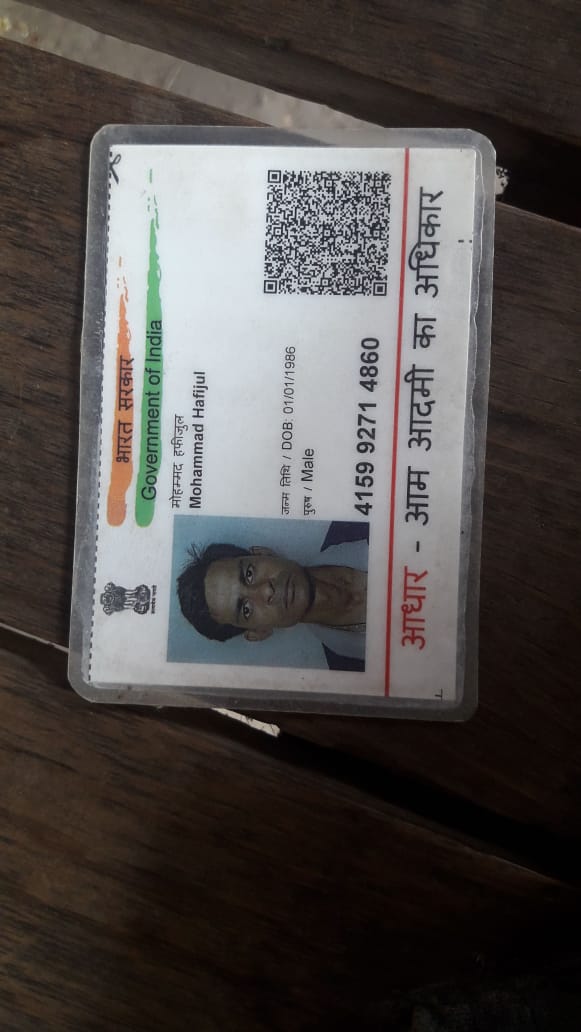 भारत सरकार
Government of India
मोहम्मद हफीजुल
Mohammad Hafijul
जन्म तिथि / DOB: 01/01/1986
पुरुष / Male
4159 9271 4860
आधार - आम आदमी का अधिकार